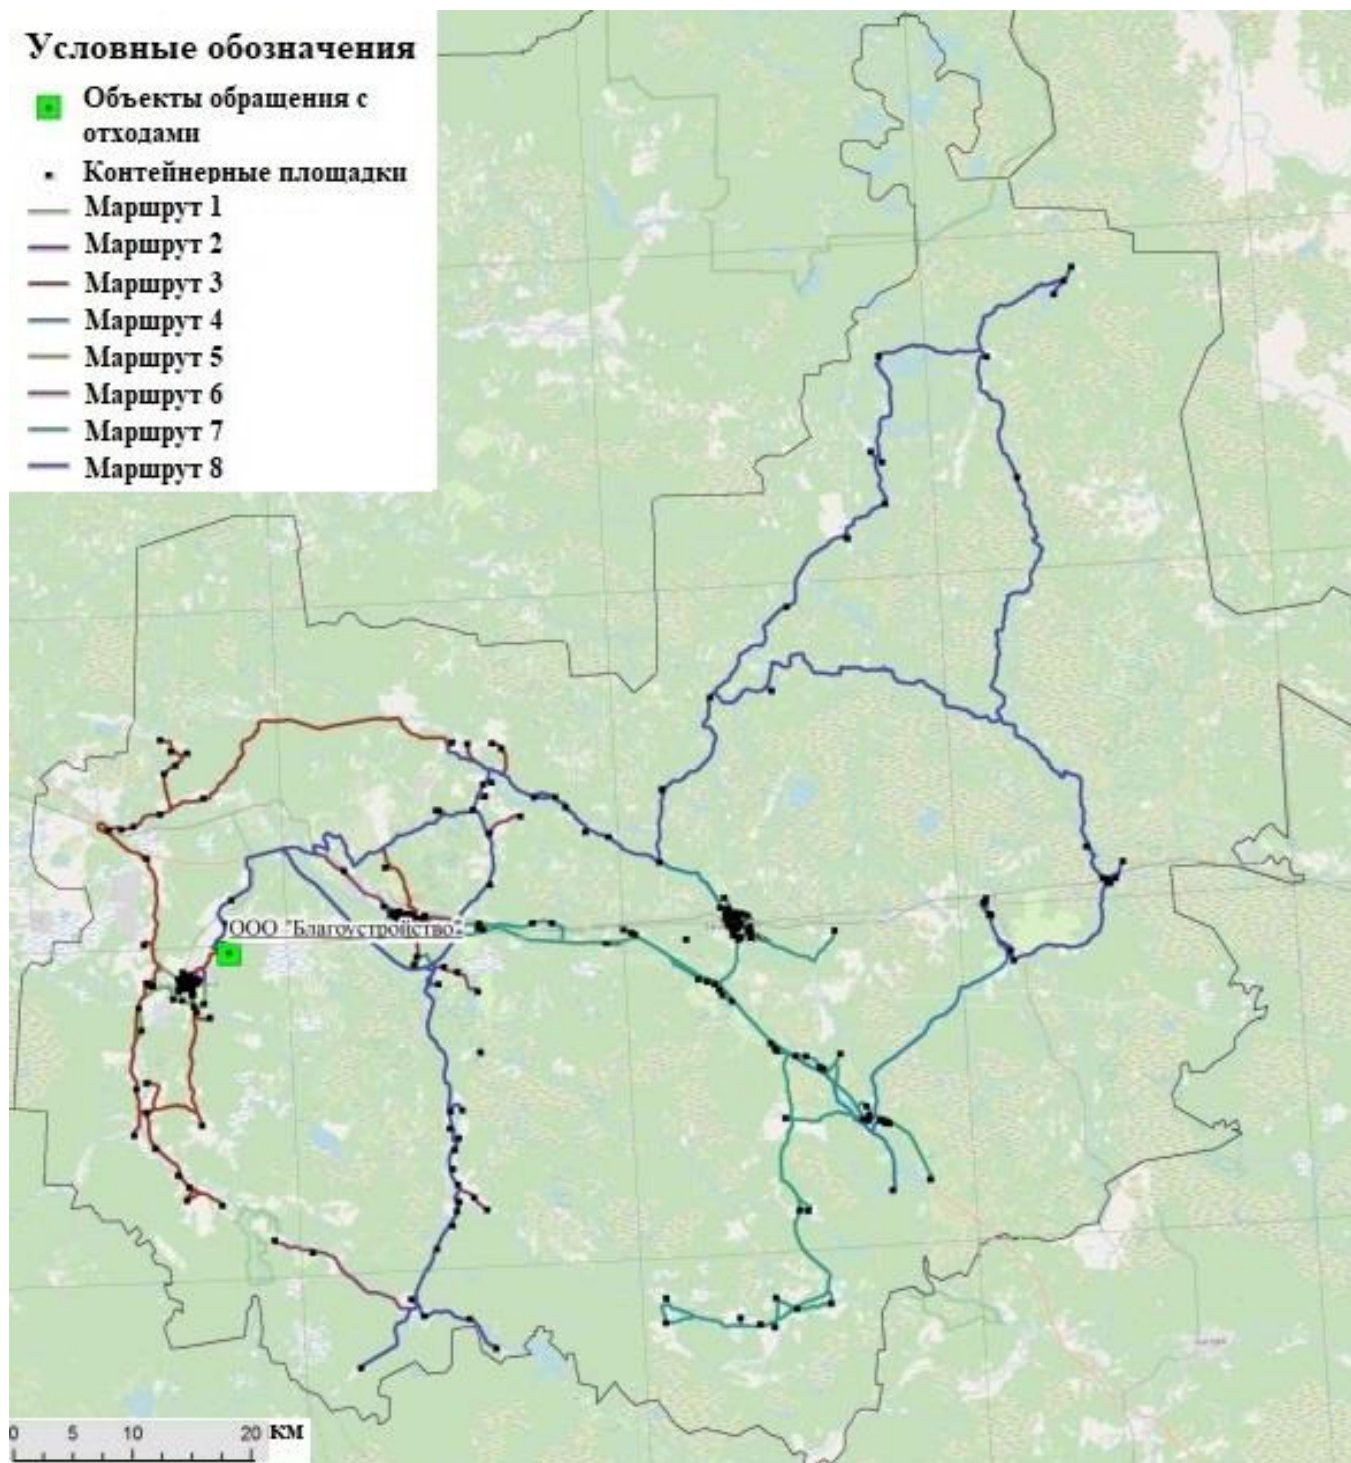 Условные обозначения
Объекты обращения с
отходами
Контейнерные площадки
Маршрут 1
Маршрут 2
Маршрут 3
Маршрут 4
Маршрут 5
Маршрут 6
Маршрут 7
Маршрут 8
ООО "Благоустройство"
0 5 10 20 км